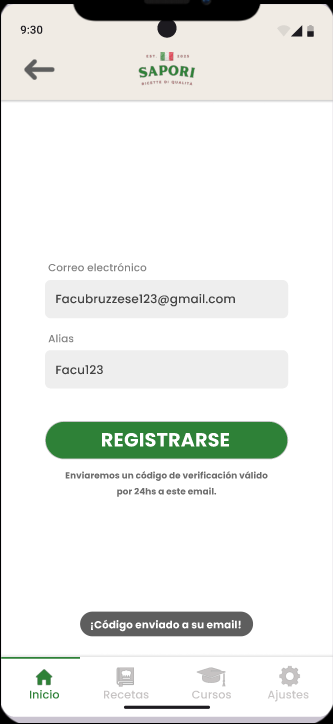 9:30
EST. 2025
SAPORI
RICETTE DI QUALITÀ
Correo electrónico
Facubruzzese123@gmail.com
Alias
Facu123
REGISTRARSE
Enviaremos un código de verificación válido
por 24hs a este email.
¡Código enviado a su email!
Inicio
Recetas
Cursos
Ajustes